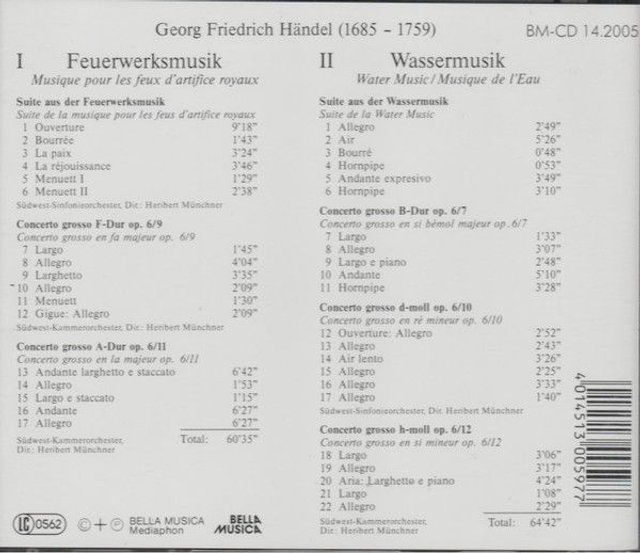 Georg Friedrich Händel (1685 - 1759)
BM-CD 14.2005
I Feuerwerksmusik
Musique pour les feux d'artifice royaux
Suite aus der Feuerwerksmusik
Suite de la musique pour les feus d'artifice royaux
1 Ouverture 9'18"
2 Bourrée 1'43"
3 La paix 3'24"
4 La réjouissance 3'46"
5 Menuett I 1'29"
6 Menuett II 2'38"
Südwest-Sinfonieorchester, Dir.: Heribert Münchner
Concerto grosso F-Dur op. 6/9
Concerto grosso en fa majeur op. 6/9
7 Largo 1'45"
8 Allegro 4'04"
9 Larghetto 3'35"
10 Allegro 2'09"
11 Menuett 1'30"
12 Gigue: Allegro 2'09"
Südwest-Kammerorchester, Dir.: Heribert Münchner
Concerto grosso A-Dur op. 6/11
Concerto grosso en la majeur op. 6/11
13 Andante larghetto e staccato 6'42"
14 Allegro 1'53"
15 Largo e staccato 1'15"
16 Andante 6'27"
17 Allegro 6'27"
Südwest-Kammerorchester,
Dir.: Heribert Münchner
Total: 60'35"
II Wassermusik
Water Music/Musique de l'Eau
Suite aus der Wassermusik
Suite de la Water Music
1 Allegro 2'49"
2 Air 5'26"
3 Bourré 0'48"
4 Hornpipe 0'53"
5 Andante expresivo 3'49"
6 Hornpipe 3'10"
Concerto grosso B-Dur op. 6/7
Concerto grosso en si bémol majeur op. 6/7
7 Largo 1'33"
8 Allegro 3'07"
9 Largo e piano 2'48"
10 Andante 5'10"
11 Hornpipe 3'28"
Concerto grosso d-moll op. 6/10
Concerto grosso en ré mineur op. 6/10
12 Ouverture: Allegro 2'52"
13 Allegro 2'43"
14 Air lento 3'26"
15 Allegro 2'25"
16 Allegro 3'33"
17 Allegro 1'40"
Südwest-Sinfonieorchester, Dir. Heribert Münchner
Concerto grosso h-moll op. 6/12
Concerto grosso en si mineur op. 6/12
18 Largo 3'06"
19 Allegro 3'17"
20 Aria: Larghetto e piano 4'24"
21 Largo 1'08"
22 Allegro 2'29"
Südwest-Kammerorchester,
Dir.: Heribert Münchner
Total: 64'42"
4014513005977
LC 0562
© + ℗ BELLA MUSICA
Mediaphon
BELLA
MUSICA